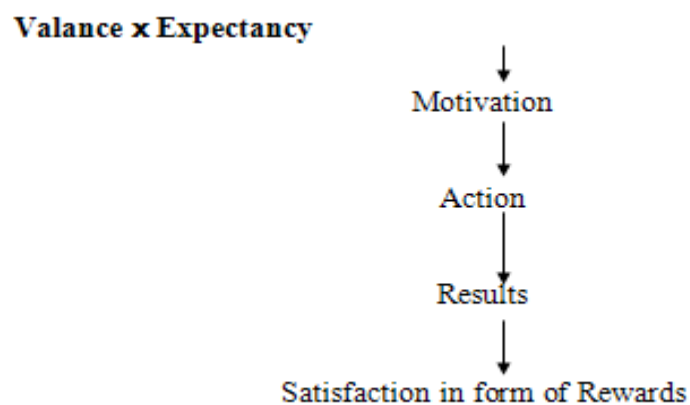 Valance x Expectancy
Motivation
Action
Results
Satisfaction in form of Rewards